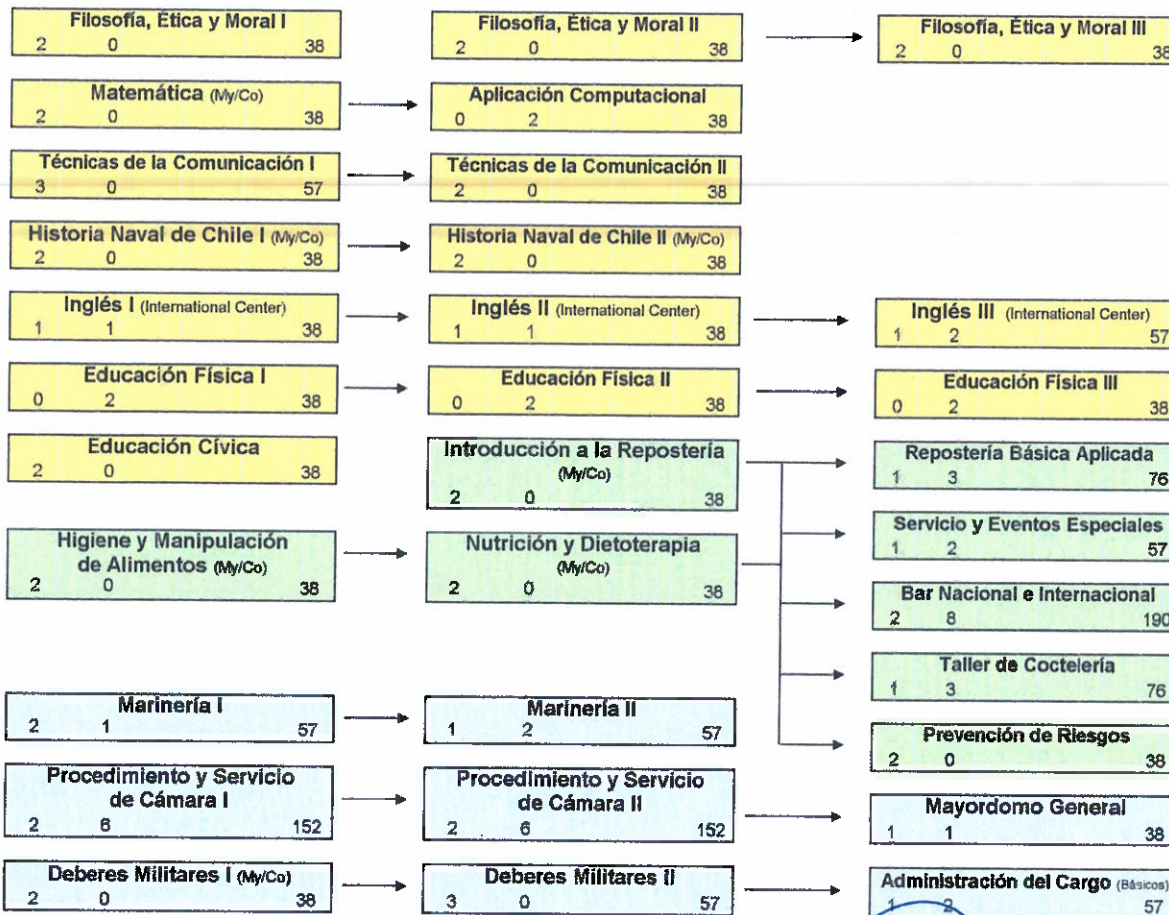 Filosofía, Ética y Moral I
2 0 38
Filosofía, Ética y Moral II
2 0 38
Filosofía, Ética y Moral III
2 0 38
Matemática (My/Co)
2 0 38
Aplicación Computacional
0 2 38
Técnicas de la Comunicación I
3 0 57
Técnicas de la Comunicación II
2 0 38
Historia Naval de Chile I (My/Co)
2 0 38
Historia Naval de Chile II (My/Co)
2 0 38
Inglés I (International Center)
1 1 38
Inglés II (International Center)
1 1 38
Inglés III (International Center)
1 2 57
Educación Física I
0 2 38
Educación Física II
0 2 38
Educación Física III
0 2 38
Educación Cívica
2 0 38
Introducción a la Repostería
(My/Co)
2 0 38
Repostería Básica Aplicada
1 3 76
Servicio y Eventos Especiales
1 2 57
Higiene y Manipulación
de Alimentos (My/Co)
2 0 38
Nutrición y Dietoterapia
(My/Co)
2 0 38
Bar Nacional e Internacional
2 8 190
Taller de Coctelería
1 3 76
Marinería I
2 1 57
Marinería II
1 2 57
Prevención de Riesgos
2 0 38
Procedimiento y Servicio
de Cámara I
2 6 152
Procedimiento y Servicio
de Cámara II
2 6 152
Mayordomo General
1 1 38
Deberes Militares I (My/Co)
2 0 38
Deberes Militares II
3 0 57
Administración del Cargo (Básicos)
1 2 57